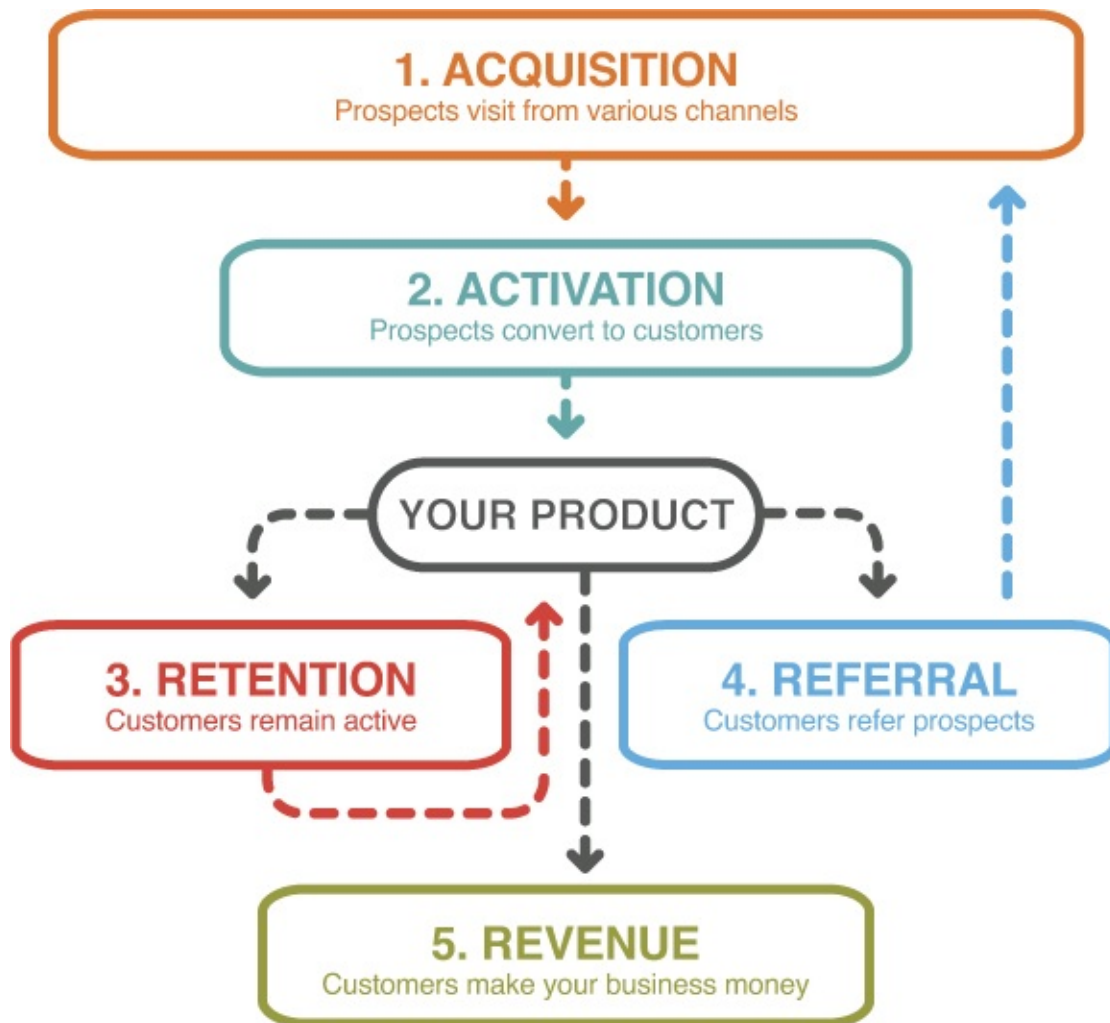 1. ACQUISITION
Prospects visit from various channels
2. ACTIVATION
Prospects convert to customers
YOUR PRODUCT
3. RETENTION
Customers remain active
4. REFERRAL
Customers refer prospects
5. REVENUE
Customers make your business money